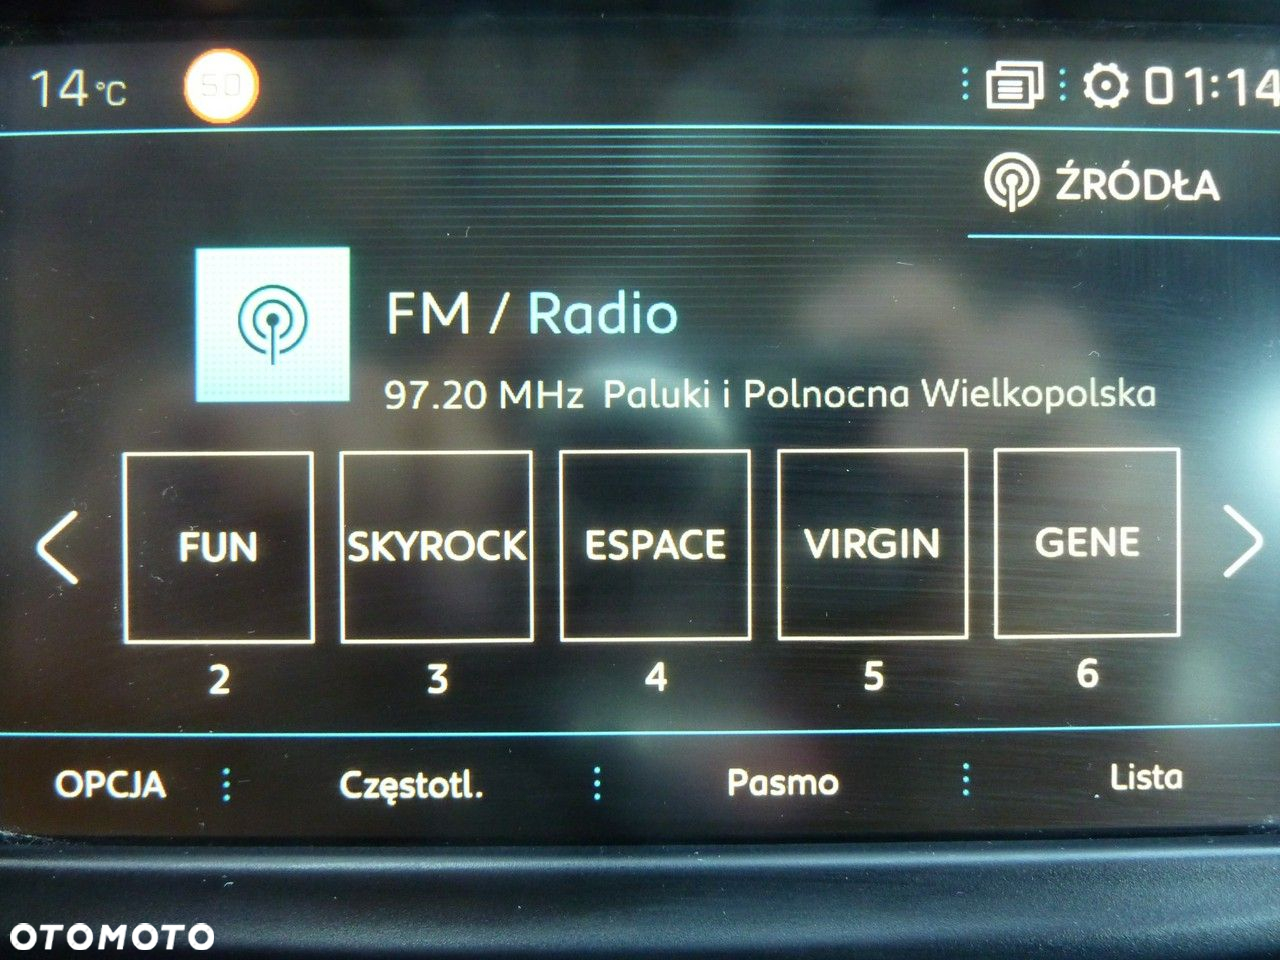 14 °C 50 01:14
ŹRÓDŁA
FM / Radio
97.20 MHz Paluki i Polnocna Wielkopolska
FUN SKYROCK ESPACE VIRGIN GENE
2 3 4 5 6
OPCJA Częstotl. Pasmo Lista
OTOMOTO